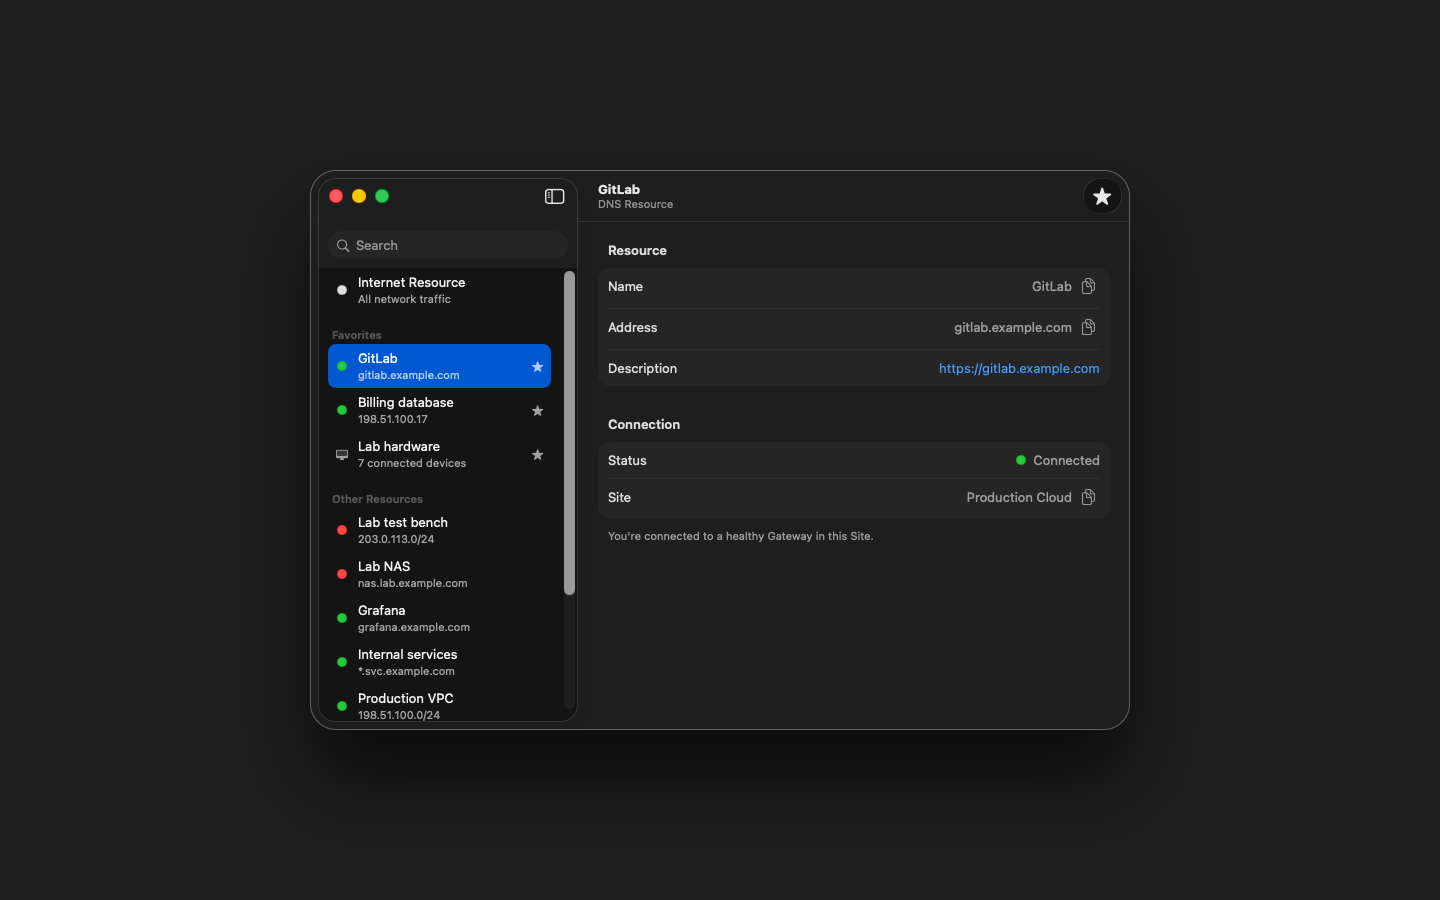 GitLab
DNS Resource
Search
Internet Resource
All network traffic
Favorites
GitLab
gitlab.example.com
Billing database
198.51.100.17
Lab hardware
7 connected devices
Other Resources
Lab test bench
203.0.113.0/24
Lab NAS
nas.lab.example.com
Grafana
grafana.example.com
Internal services
*.svc.example.com
Production VPC
198.51.100.0/24
Resource
Name GitLab
Address gitlab.example.com
Description https://gitlab.example.com
Connection
Status Connected
Site Production Cloud
You're connected to a healthy Gateway in this Site.